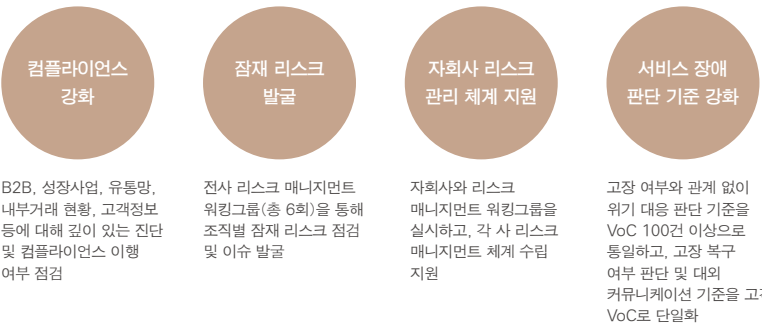 컴플라이언스
강화
잠재 리스크
발굴
자회사 리스크
관리 체계 지원
서비스 장애
판단 기준 강화
B2B, 성장사업, 유통망,
내부거래 현황, 고객정보
등에 대해 깊이 있는 진단
및 컴플라이언스 이행
여부 점검
전사 리스크 매니지먼트
워킹그룹(총 6회)을 통해
조직별 잠재 리스크 점검
및 이슈 발굴
자회사와 리스크
매니지먼트 워킹그룹을
실시하고, 각 사 리스크
매니지먼트 체계 수립
지원
고장 여부와 관계 없이
위기 대응 판단 기준을
VoC 100건 이상으로
통일하고, 고장 복구
여부 판단 및 대외
커뮤니케이션 기준을
VoC로 단일화